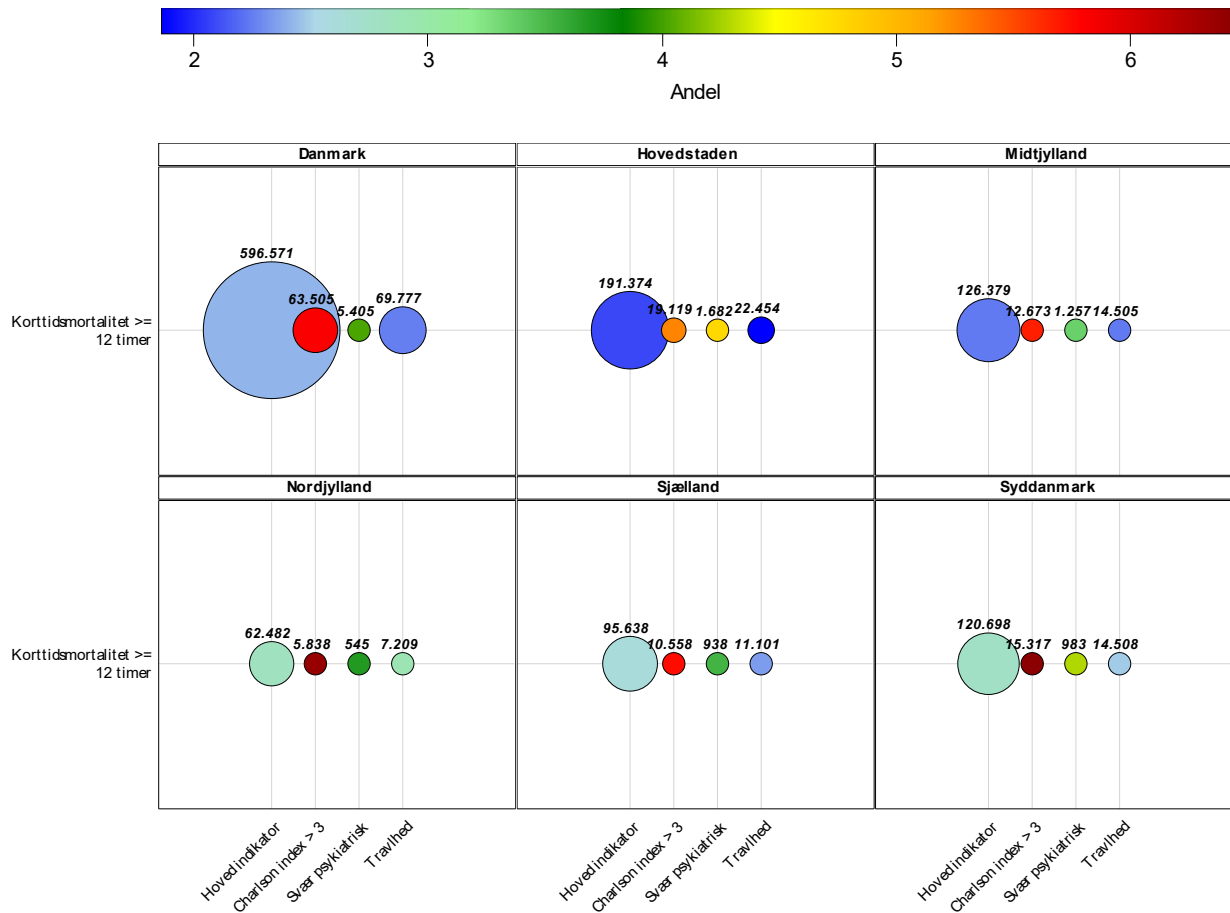 2 3 4 5 6
Andel
Danmark Hovedstaden Midtjylland
596.571 63.505 5.405 69.777 191.374 19.119 1.682 22.454 126.379 12.673 1.257 14.505
Korttidsmortalitet >=
12 timer
Nordjylland Sjælland Syddanmark
62.482 5.838 545 7.209 95.638 10.558 938 11.101 120.698 15.317 983 14.508
Korttidsmortalitet >=
12 timer
Hovedindikator Charlson index > 3 Svær psykiatrisk Travlhed Hovedindikator Charlson index > 3 Svær psykiatrisk Travlhed Hovedindikator Charlson index > 3 Svær psykiatrisk Travlhed